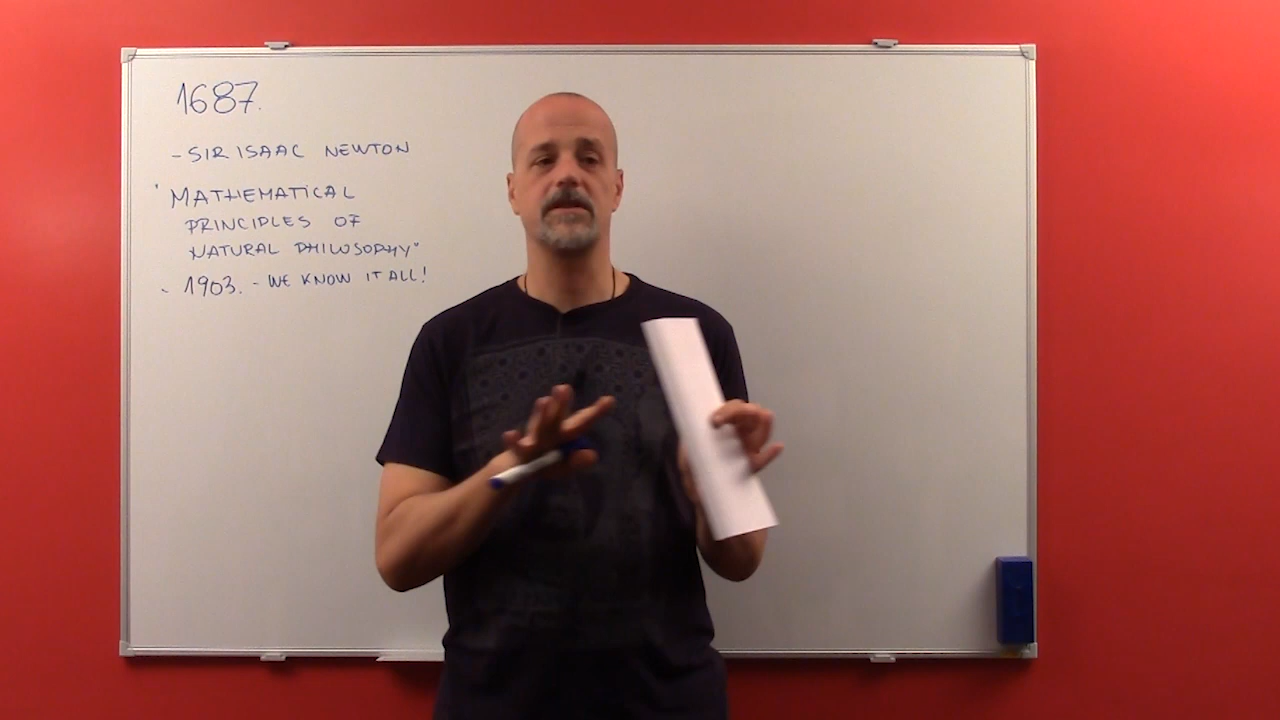 1687.
- SIR ISAAC NEWTON
"MATHEMATICAL
PRINCIPLES OF
NATURAL PHILOSOPHY"
- 1903. - WE KNOW IT ALL!